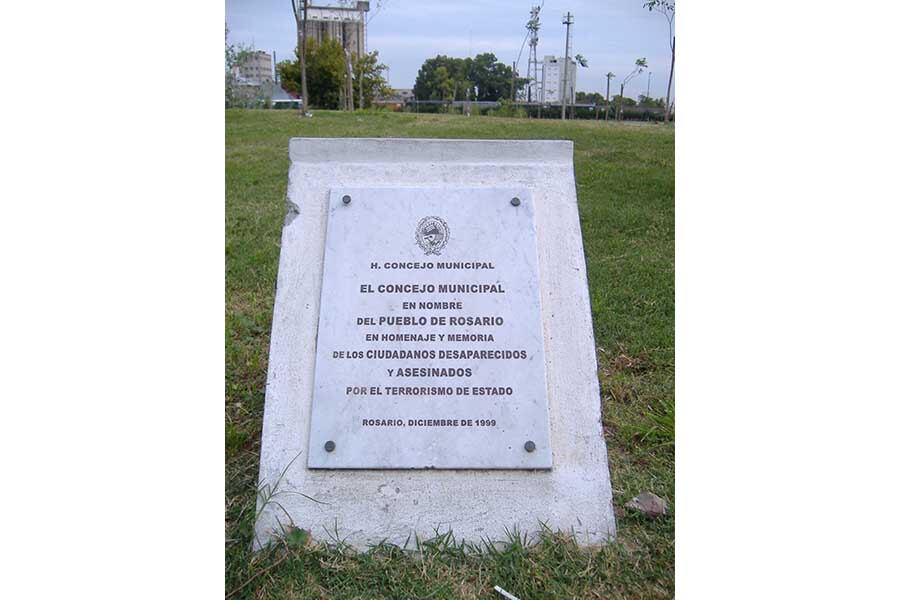 H. CONCEJO MUNICIPAL
EL CONCEJO MUNICIPAL
EN NOMBRE
DEL PUEBLO DE ROSARIO
EN HOMENAJE Y MEMORIA
DE LOS CIUDADANOS DESAPARECIDOS
Y ASESINADOS
POR EL TERRORISMO DE ESTADO
ROSARIO, DICIEMBRE DE 1999